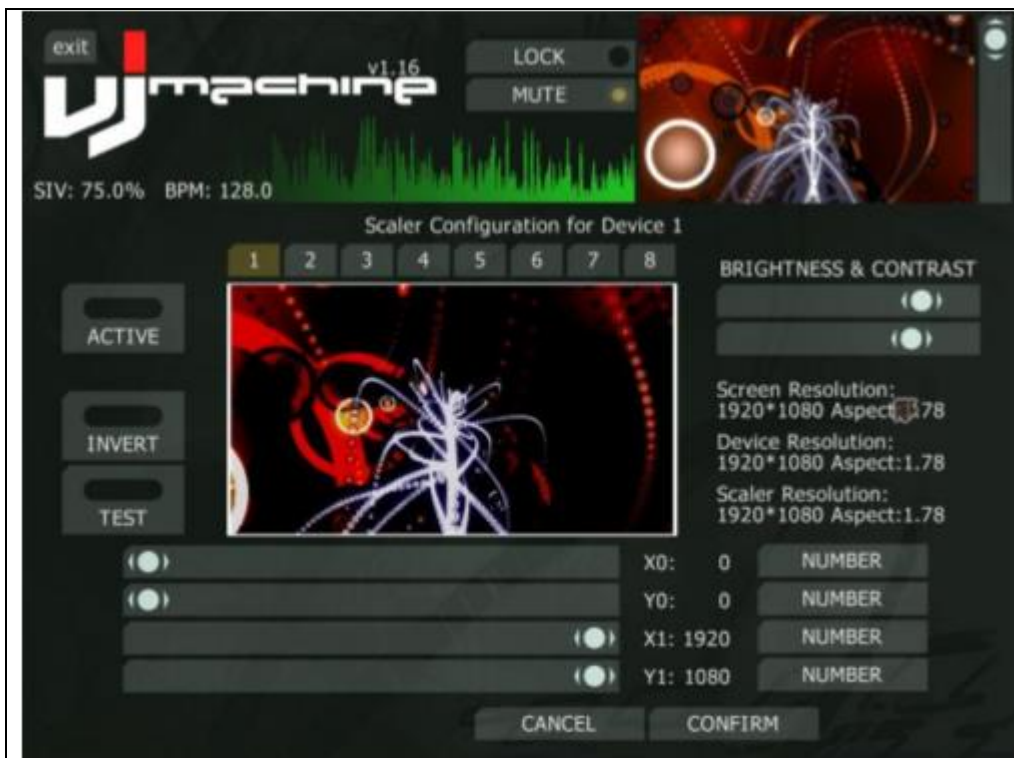 exit
vj machine v1.16
LOCK
MUTE
SIV: 75.0% BPM: 128.0
Scaler Configuration for Device 1
1 2 3 4 5 6 7 8
BRIGHTNESS & CONTRAST
ACTIVE
INVERT
TEST
Screen Resolution:
1920*1080 Aspect .78
Device Resolution:
1920*1080 Aspect:1.78
Scaler Resolution:
1920*1080 Aspect:1.78
X0: 0 NUMBER
Y0: 0 NUMBER
X1: 1920 NUMBER
Y1: 1080 NUMBER
CANCEL CONFIRM